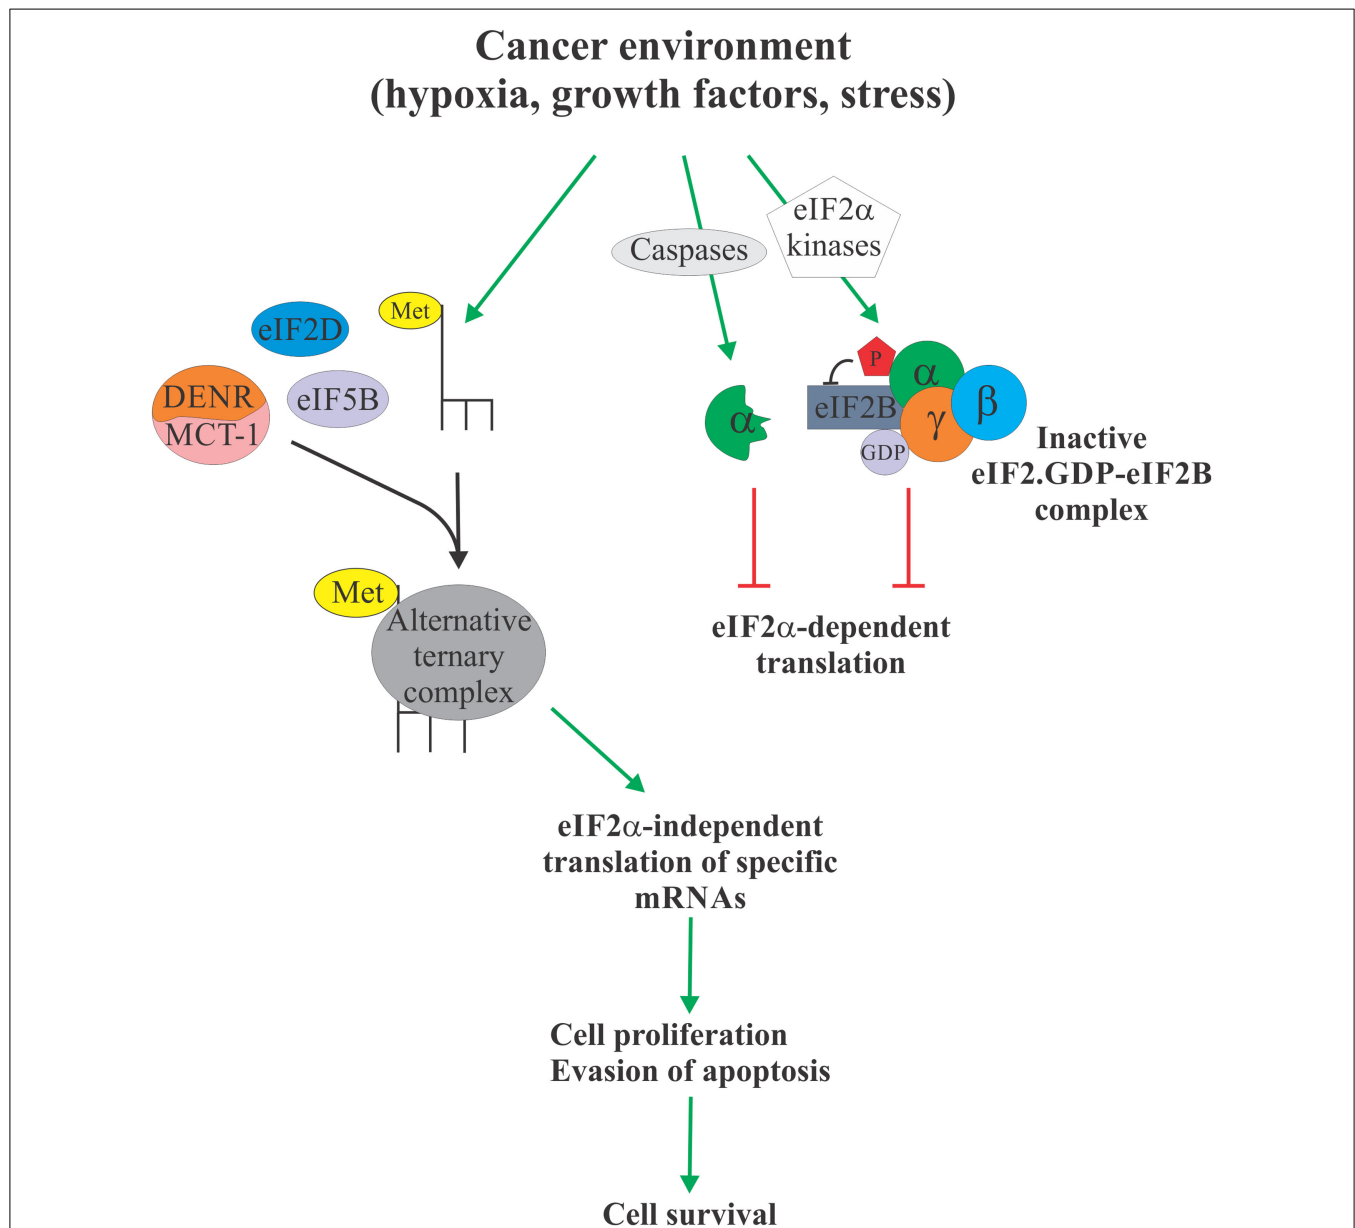 Cancer environment
(hypoxia, growth factors, stress)
eIF2α
kinases
Caspases
Met
eIF2D
DENR
MCT-1
eIF5B
α
P
α
β
γ
eIF2B
GDP
Inactive
eIF2.GDP-eIF2B
complex
Met
Alternative
ternary
complex
eIF2α-dependent
translation
eIF2α-independent
translation of specific
mRNAs
Cell proliferation
Evasion of apoptosis
Cell survival